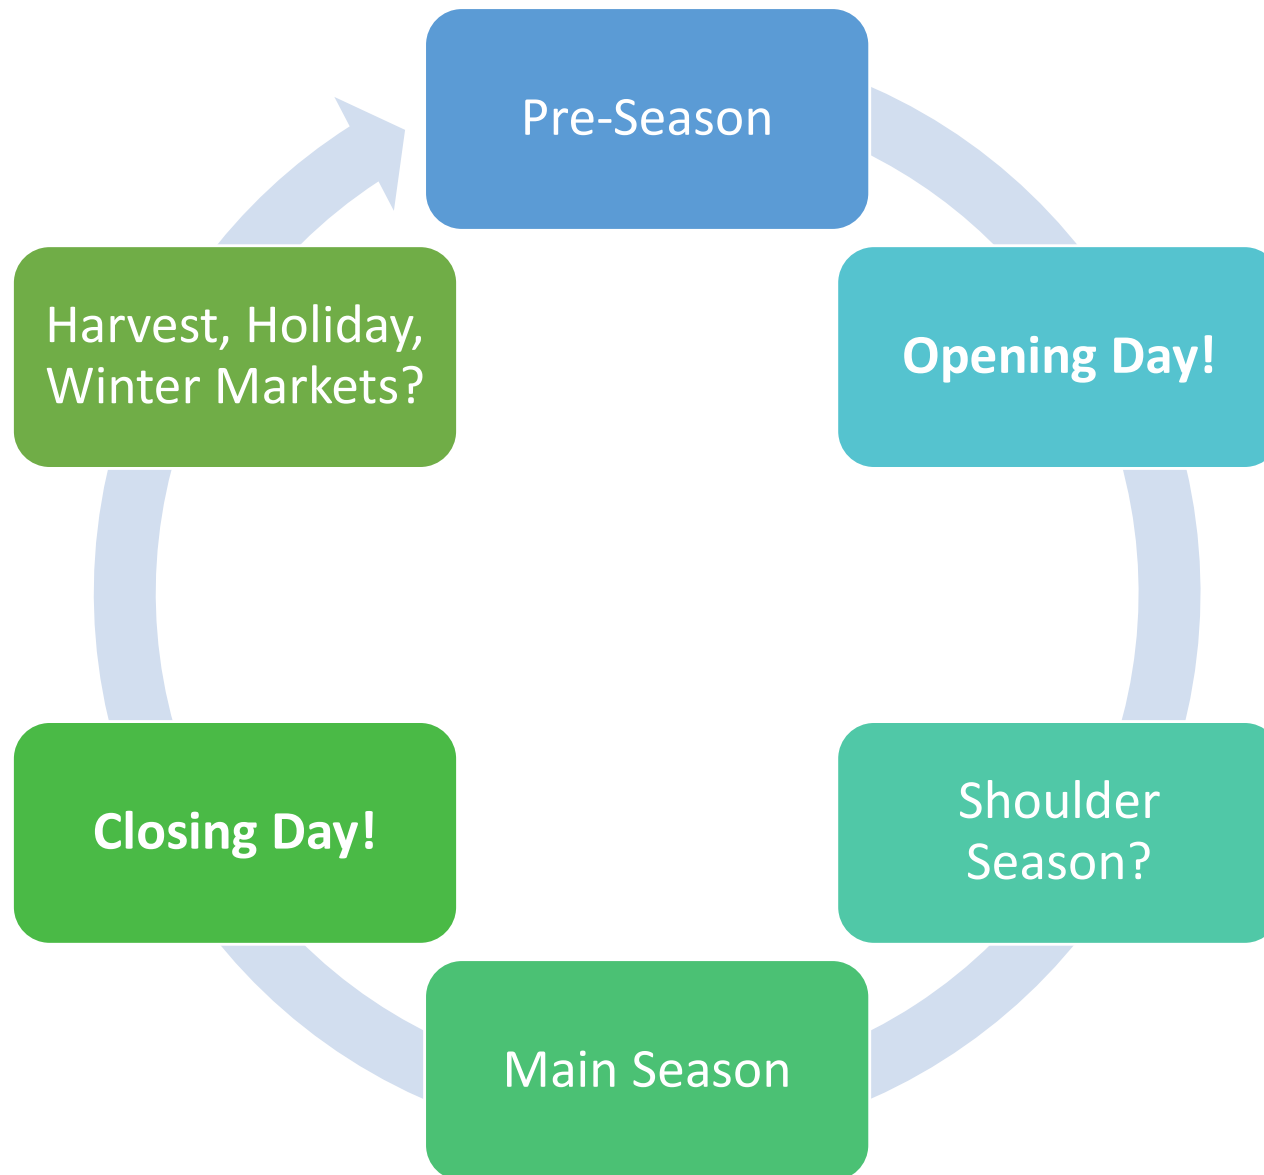 Pre-Season
Opening Day!
Shoulder
Season?
Main Season
Closing Day!
Harvest, Holiday,
Winter Markets?